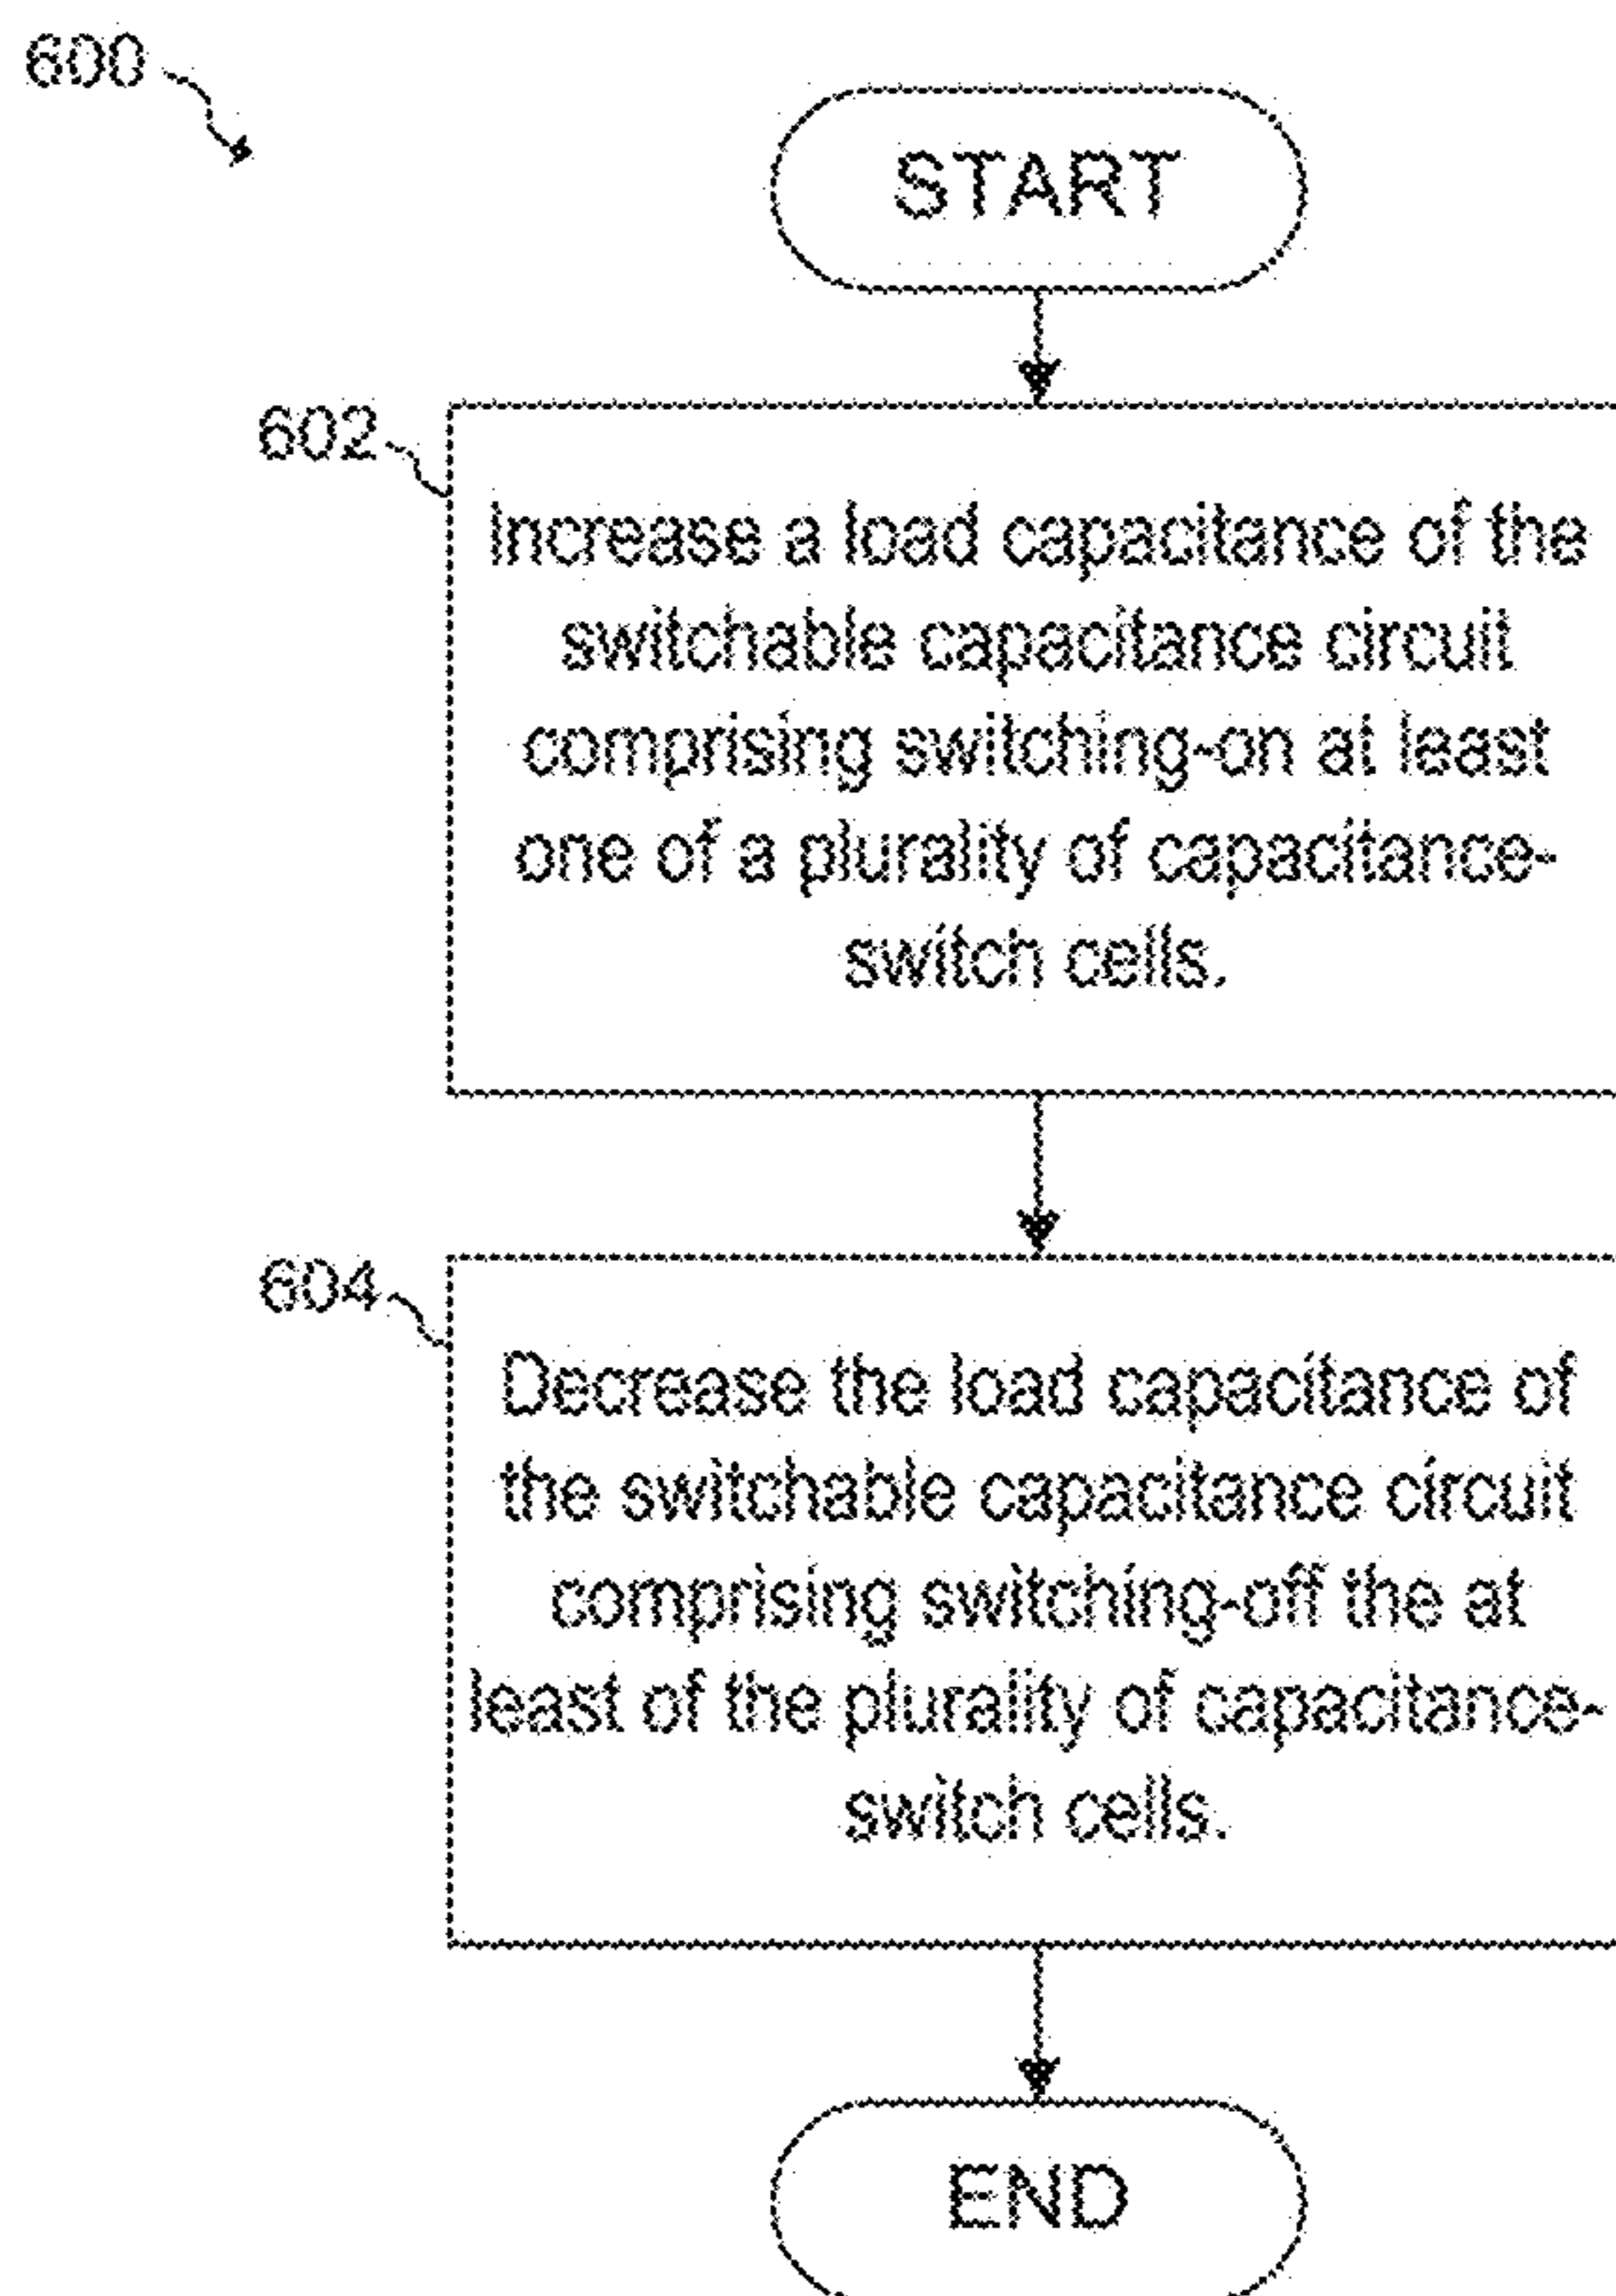 600
START
602
Increase a load capacitance of the
switchable capacitance circuit
comprising switching-on at least
one of a plurality of capacitance-
switch cells.
604
Decrease the load capacitance of
the switchable capacitance circuit
comprising switching-off the at
least of the plurality of capacitance-
switch cells.
END